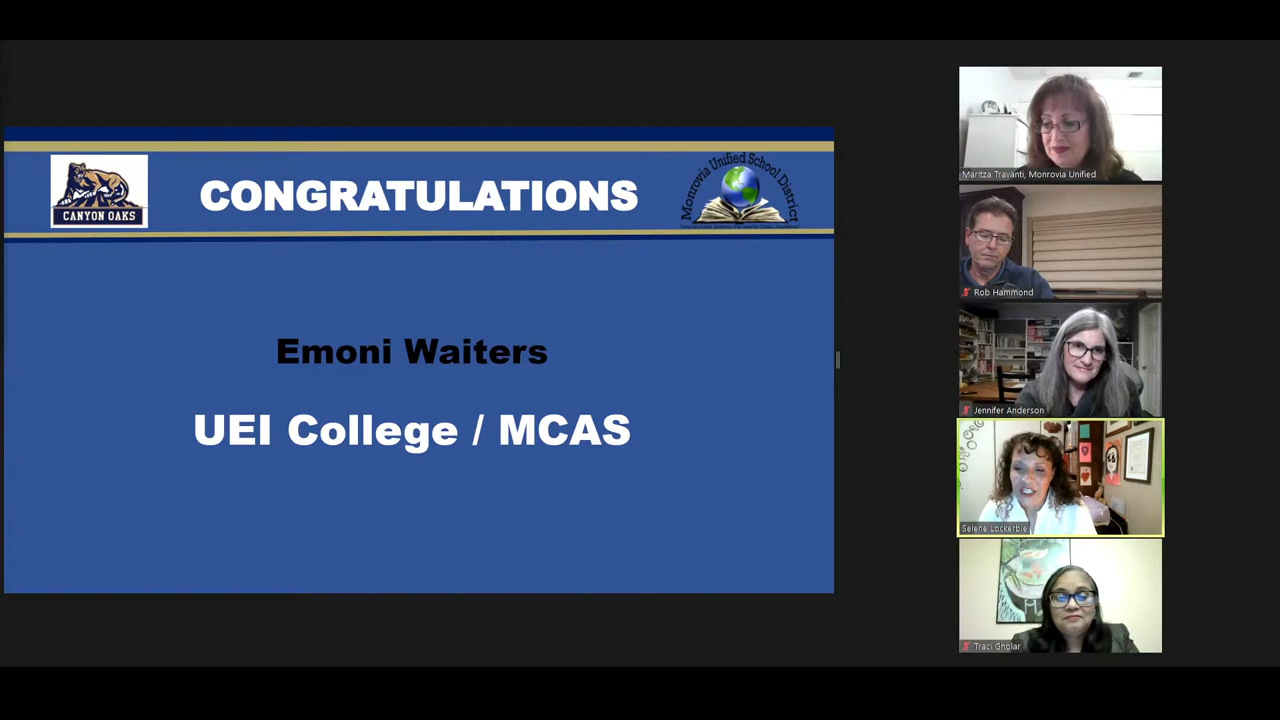 CANYON OAKS
CONGRATULATIONS
Monrovia Unified School District
Emoni Waiters
UEI College / MCAS
Maritza Travanti, Monrovia Unified
Rob Hammond
Jennifer Anderson
Selene Lockerbie
Traci Gholar